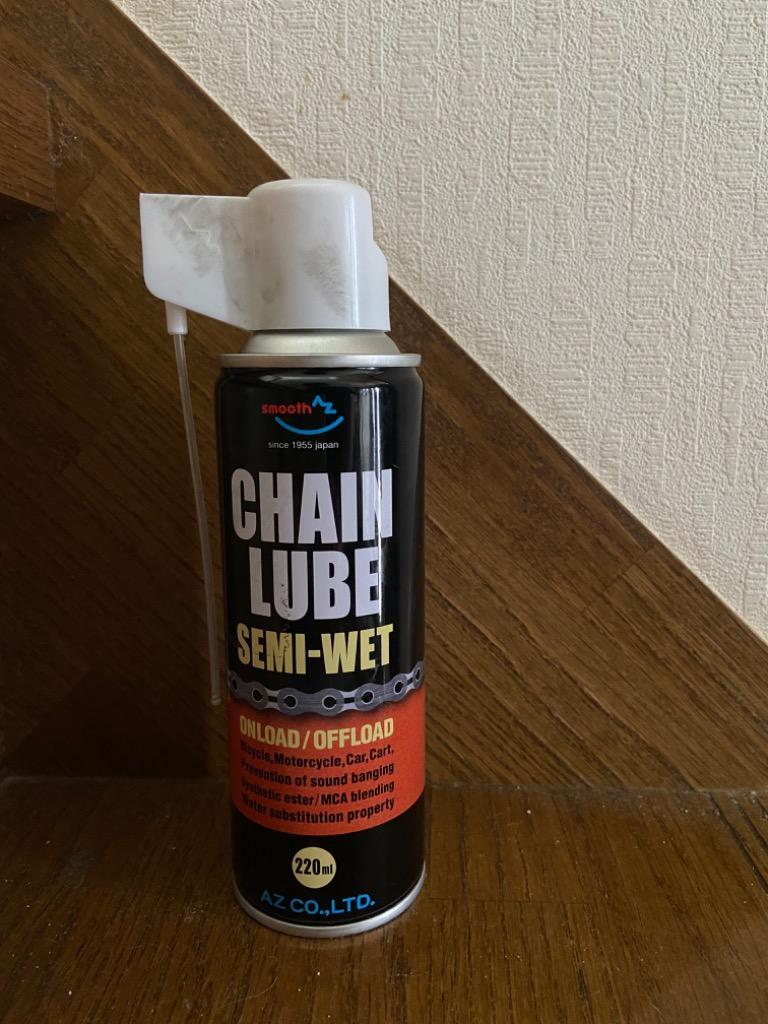 smooth AZ
since 1955 japan
CHAIN
LUBE
SEMI-WET
ONLOAD/OFFLOAD
Bicycle,Motorcycle,Car,Cart,
Prevention of sound banging
Synthetic ester/MCA blending
Water substitution property
220ml
AZ CO.,LTD.